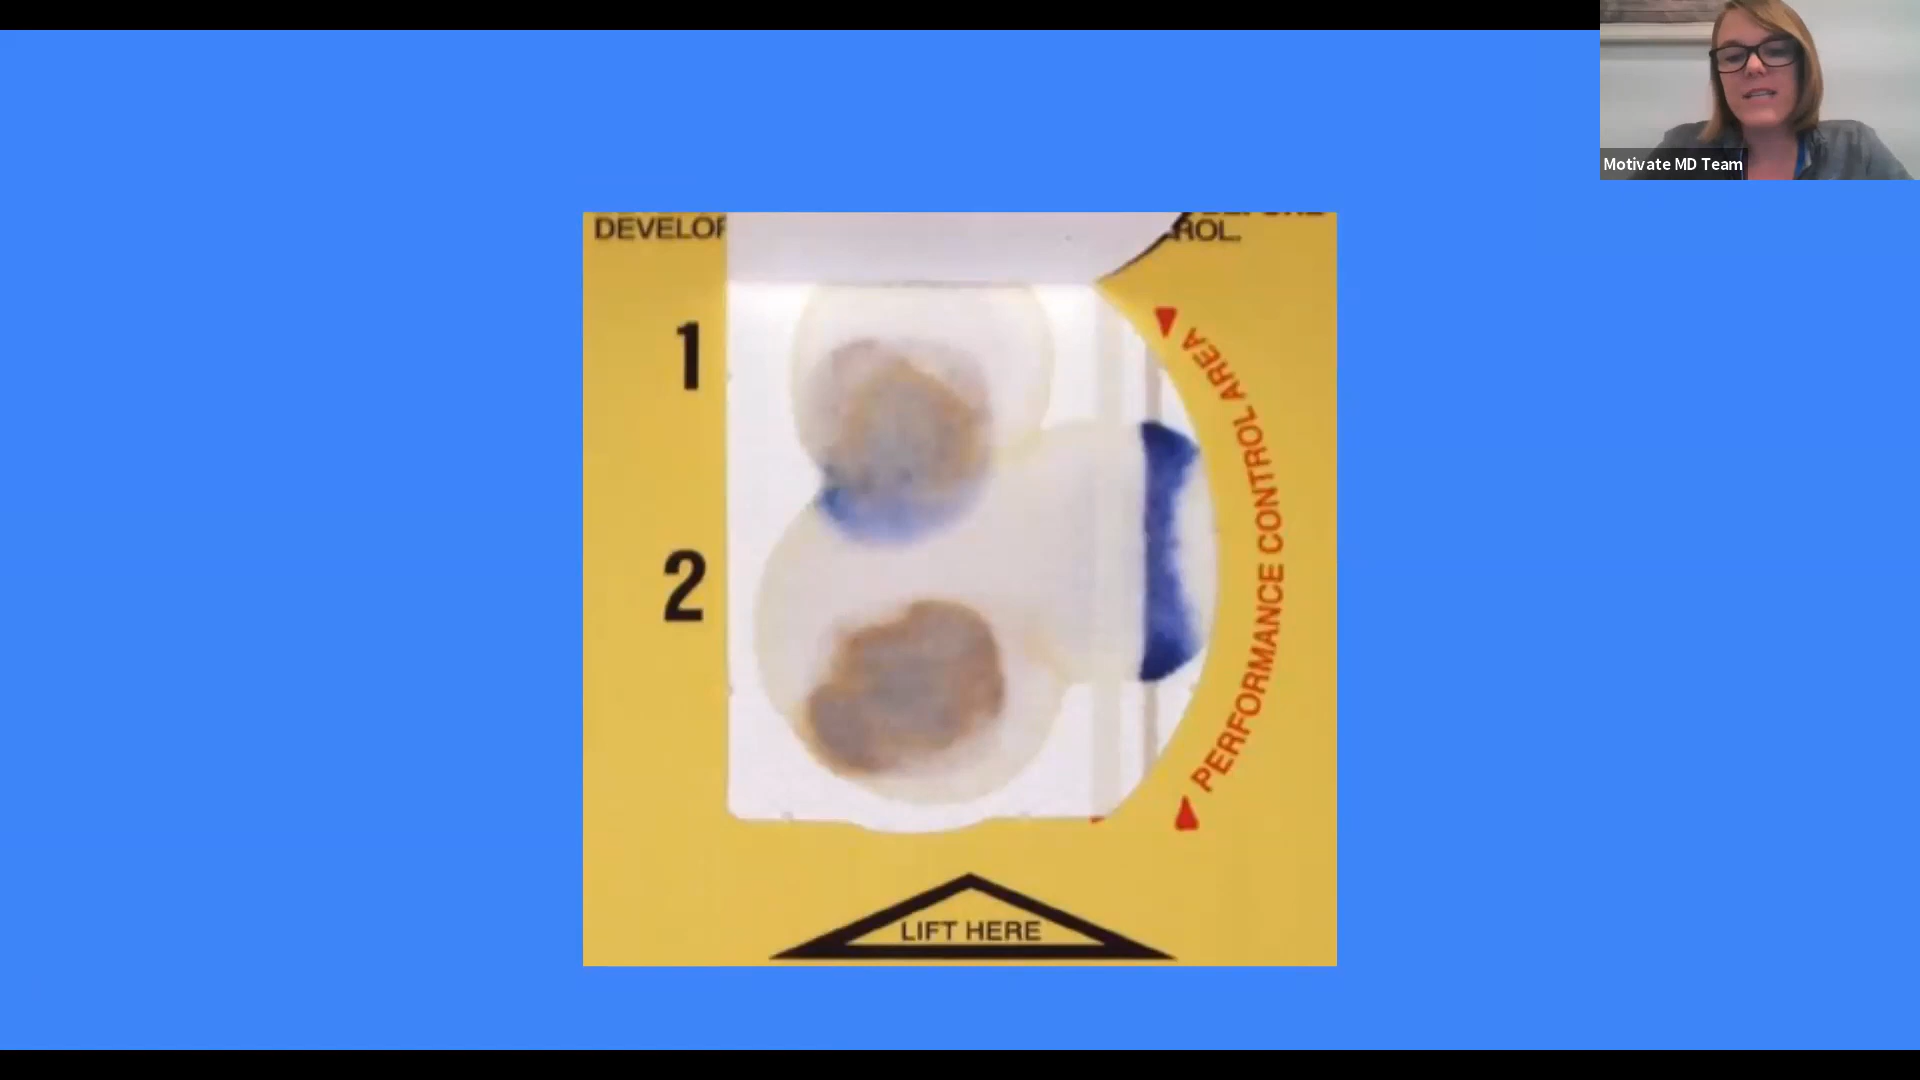 Motivate MD Team
DEVELOP
ROL.
1
2
PERFORMANCE CONTROL AREA
LIFT HERE